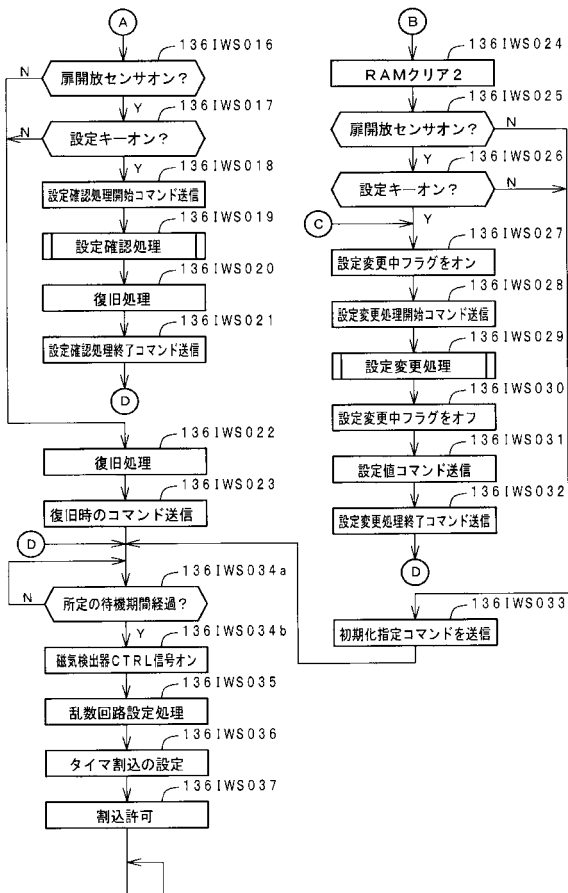 A
136IWS016
扉開放センサオン?
N
Y
136IWS017
設定キーオン?
N
Y
136IWS018
設定確認処理開始コマンド送信
136IWS019
設定確認処理
136IWS020
復旧処理
136IWS021
設定確認処理終了コマンド送信
D
136IWS022
復旧処理
136IWS023
復旧時のコマンド送信
D
136IWS034a
所定の待機期間経過?
N
Y
136IWS034b
磁気検出器CTRL信号オン
136IWS035
乱数回路設定処理
136IWS036
タイマ割込の設定
136IWS037
割込許可
B
136IWS024
RAMクリア2
136IWS025
扉開放センサオン?
N
Y
136IWS026
設定キーオン?
N
Y
C
136IWS027
設定変更中フラグをオン
136IWS028
設定変更処理開始コマンド送信
136IWS029
設定変更処理
136IWS030
設定変更中フラグをオフ
136IWS031
設定値コマンド送信
136IWS032
設定変更処理終了コマンド送信
D
136IWS033
初期化指定コマンドを送信